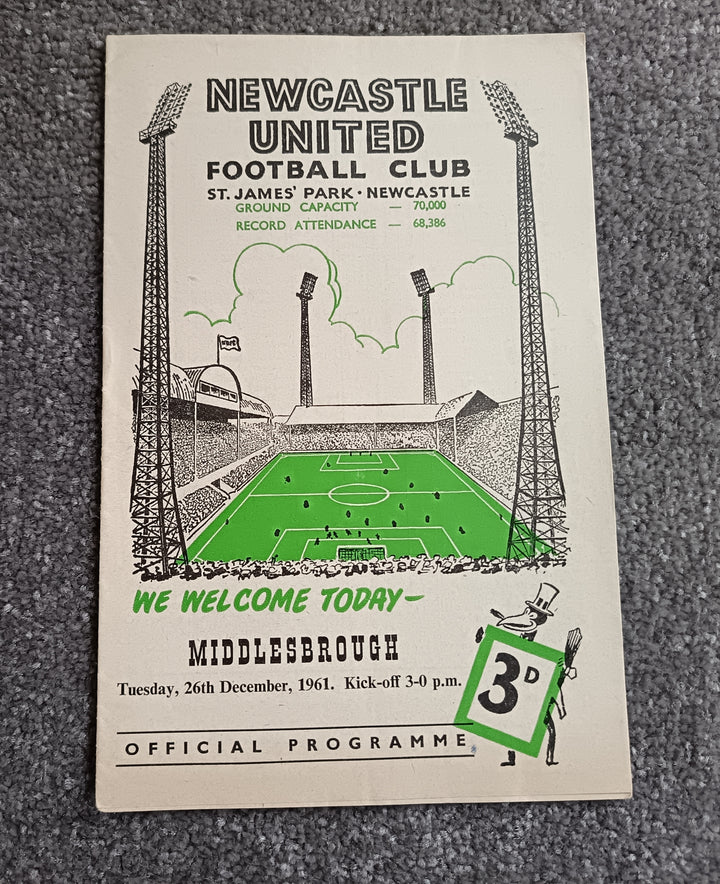 NEWCASTLE
UNITED
FOOTBALL CLUB
ST. JAMES' PARK · NEWCASTLE
GROUND CAPACITY — 70,000
RECORD ATTENDANCE — 68,386
WE WELCOME TODAY—
MIDDLESBROUGH
Tuesday, 26th December, 1961. Kick-off 3-0 p.m.
3D
OFFICIAL PROGRAMME